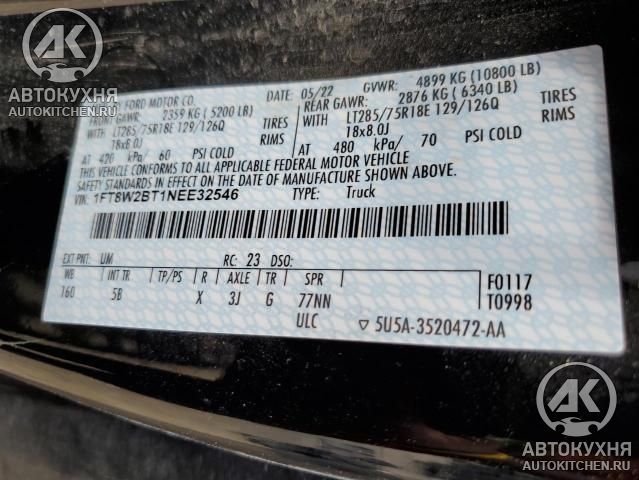 AK
АВТОКУХНЯ
AUTOKITCHEN.RU
FORD MOTOR CO.
DATE: 05/22 GVWR: 4899 KG (10800 LB)
2359 KG ( 5200 LB) REAR GAWR: 2876 KG ( 6340 LB)
WITH LT285/75R18E 129/126Q TIRES WITH LT285/75R18E 129/126Q TIRES
18x8.0J RIMS 18x8.0J RIMS
AT 420 kPa/ 60 PSI COLD AT 480 kPa/ 70 PSI COLD
THIS VEHICLE CONFORMS TO ALL APPLICABLE FEDERAL MOTOR VEHICLE
SAFETY STANDARDS IN EFFECT ON THE DATE OF MANUFACTURE SHOWN ABOVE.
VIN: 1FT8W2BT1NEE32546 TYPE: Truck
EXT PNT: UM RC: 23 DSO:
WB INT TR TP/PS R AXLE TR SPR F0117
160 5B X 3J G 77NN T0998
ULC ▽ 5U5A-3520472-AA
AK
АВТОКУХНЯ
AUTOKITCHEN.RU